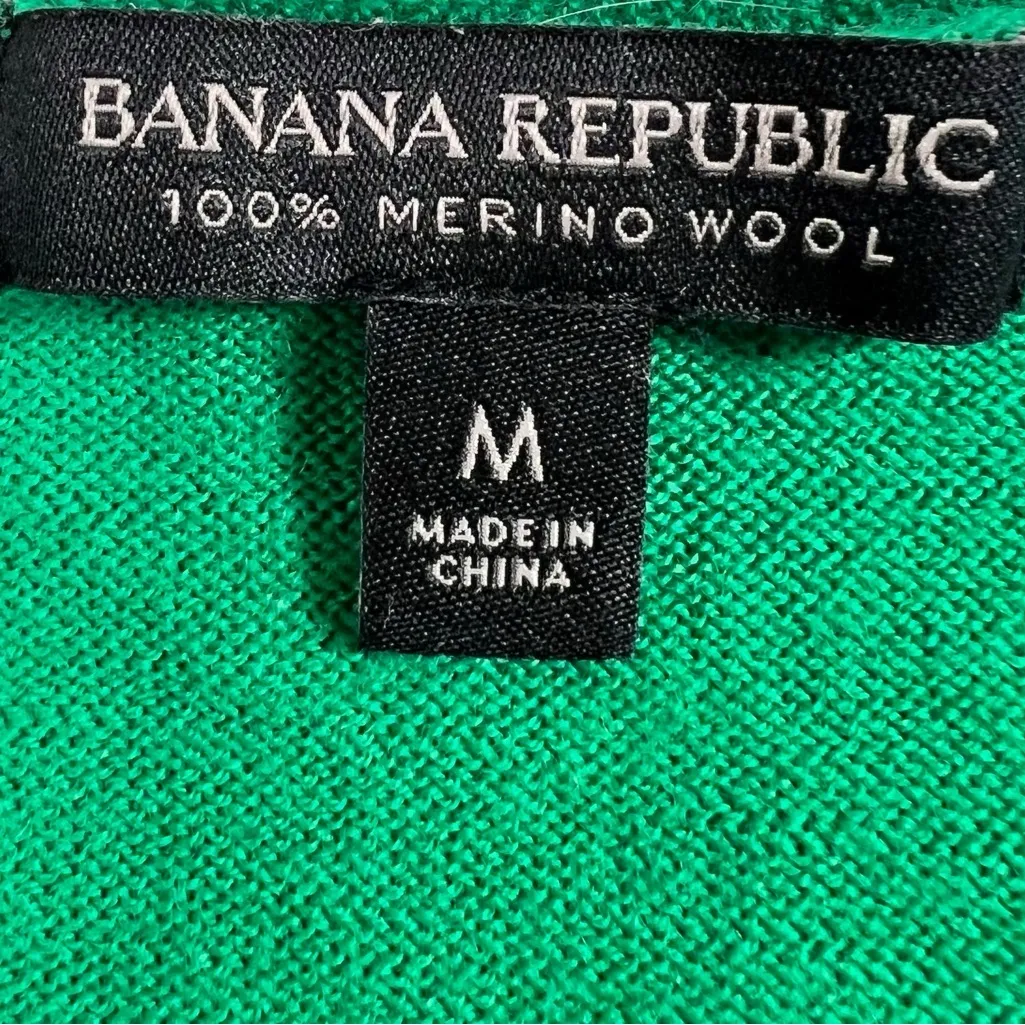 BANANA REPUBLIC
100% MERINO WOOL
M
MADE IN
CHINA